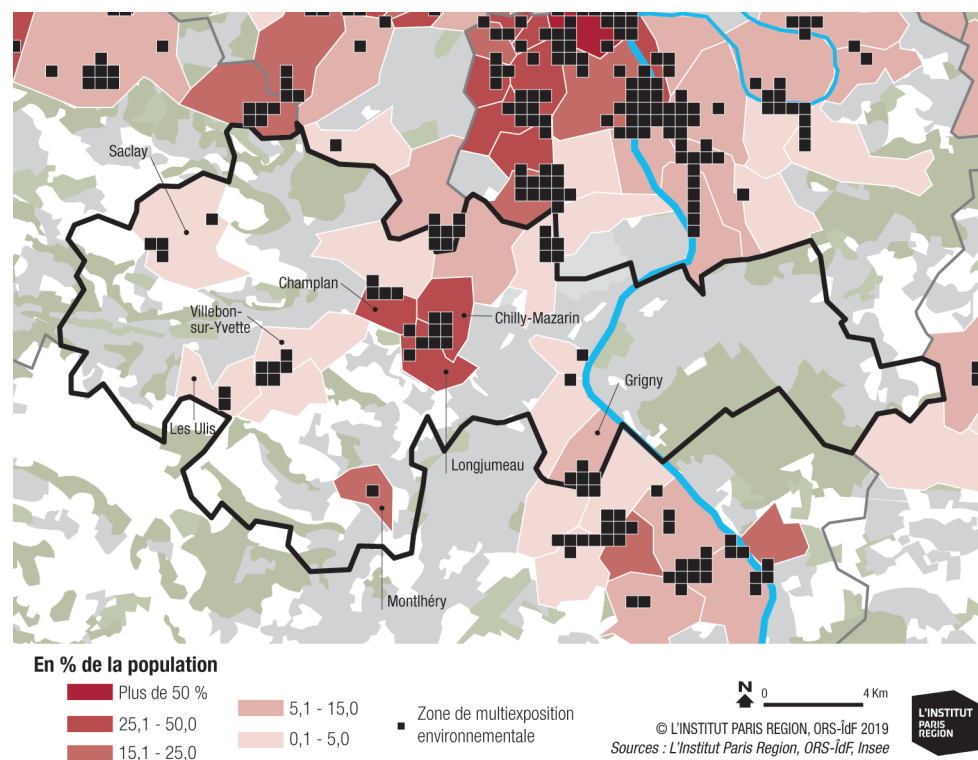 Saclay
Champlan
Villebon-
sur-Yvette
Chilly-Mazarin
Grigny
Les Ulis
Longjumeau
Montlhéry
En % de la population
Plus de 50 %
25,1 - 50,0
15,1 - 25,0
5,1 - 15,0
0,1 - 5,0
Zone de multiexposition
environnementale
N
0 4 Km
© L'INSTITUT PARIS REGION, ORS-ÎdF 2019
Sources : L'Institut Paris Region, ORS-ÎdF, Insee
L'INSTITUT
PARIS
REGION